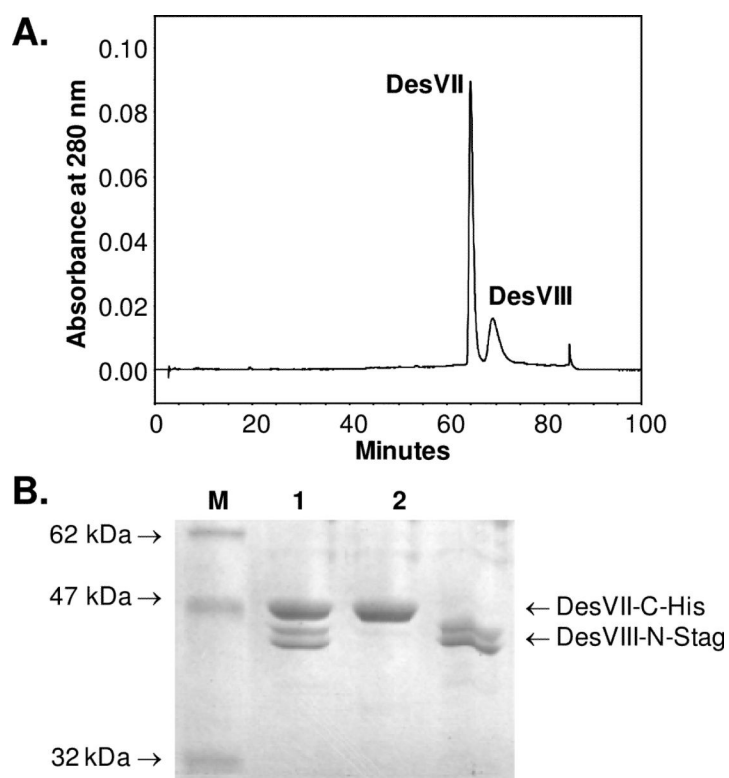 A.
Absorbance at 280 nm
0.10
0.08
0.06
0.04
0.02
0.00
DesVII
DesVIII
0 20 40 60 80 100
Minutes
B.
M 1 2
62 kDa →
47 kDa →
32 kDa →
← DesVII-C-His
← DesVIII-N-Stag